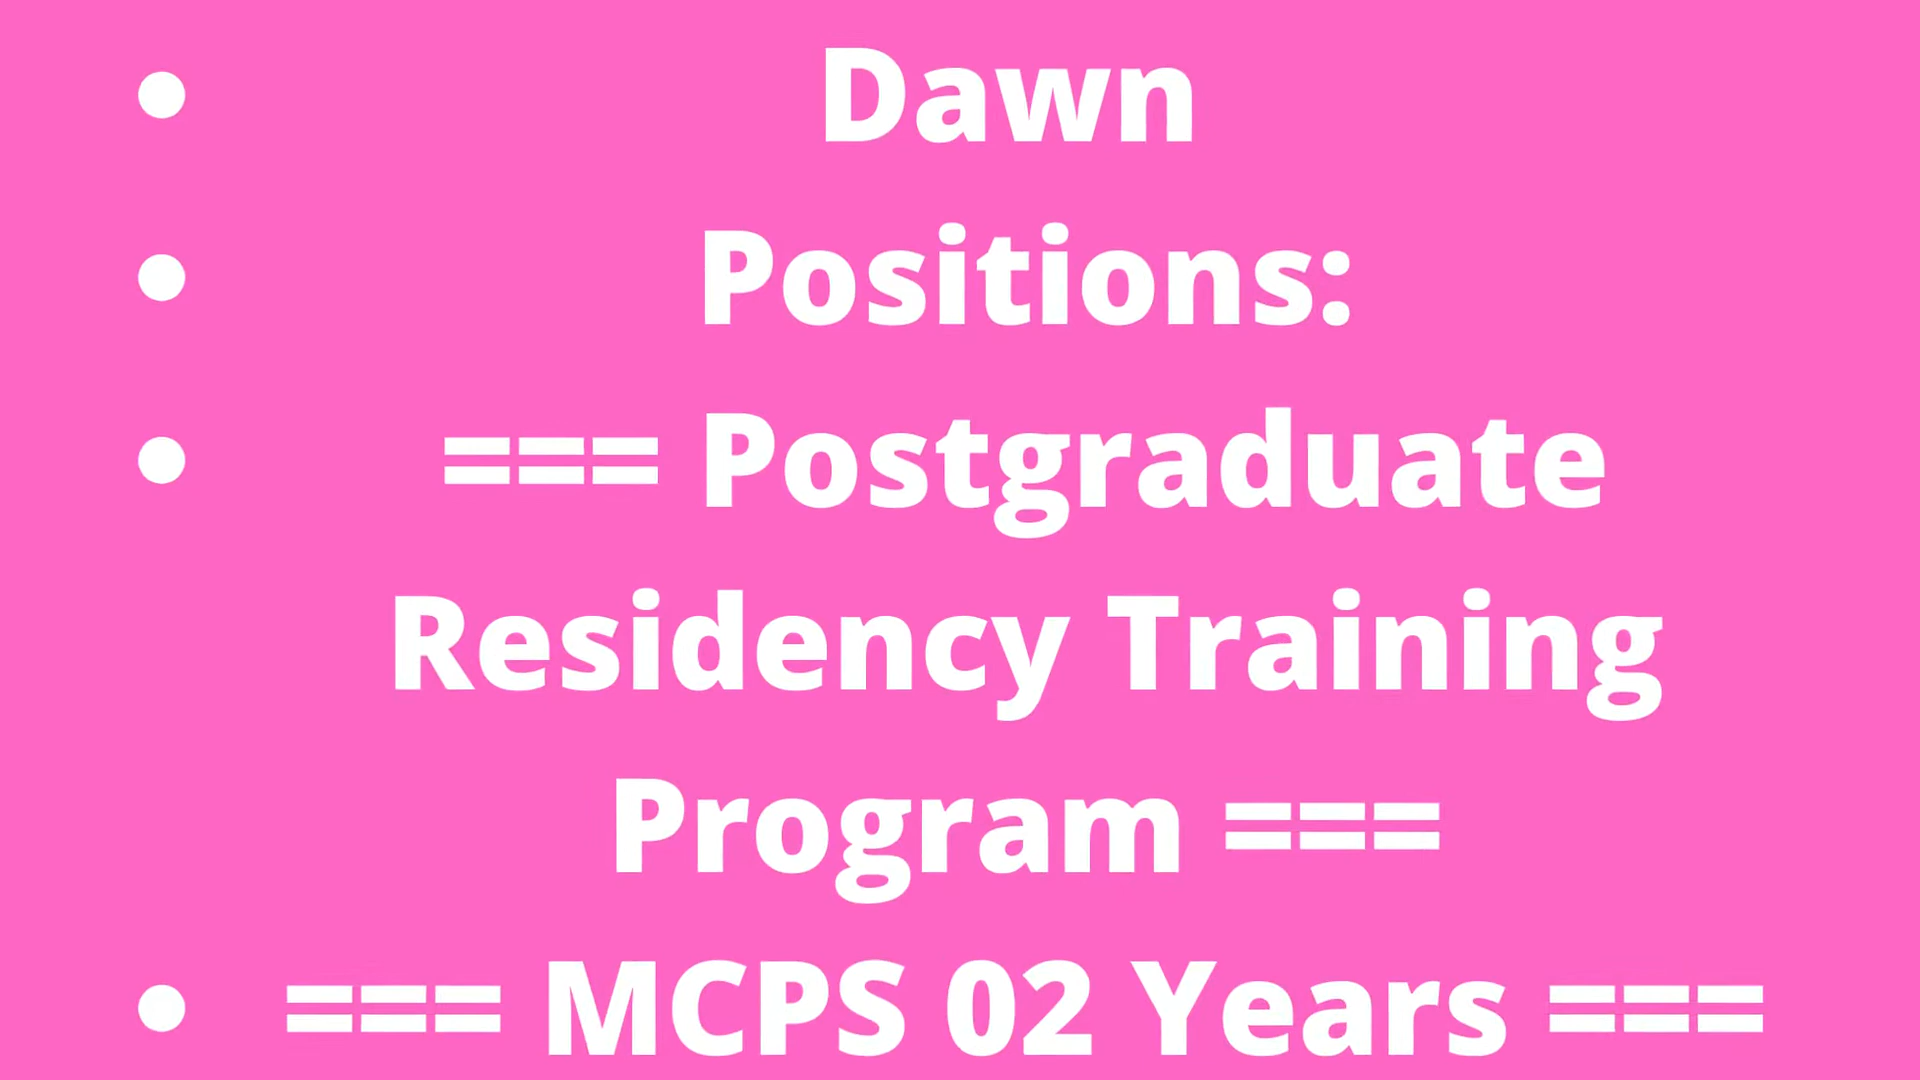 • Dawn
• Positions:
• === Postgraduate
Residency Training
Program ===
• === MCPS 02 Years ===